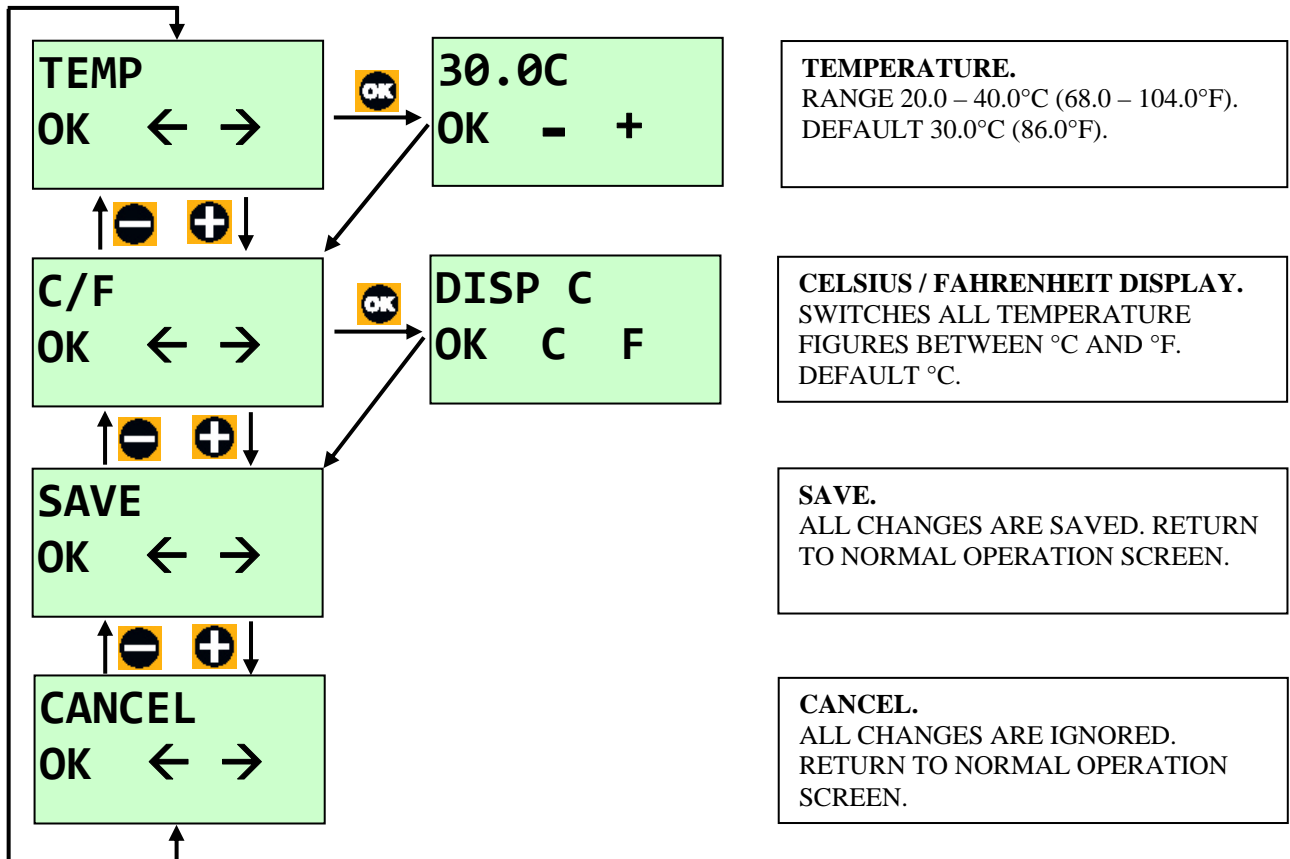 TEMP
OK ← →
OK
30.0C
OK - +
TEMPERATURE.
RANGE 20.0 – 40.0°C (68.0 – 104.0°F).
DEFAULT 30.0°C (86.0°F).
C/F
OK ← →
OK
DISP C
OK C F
CELSIUS / FAHRENHEIT DISPLAY.
SWITCHES ALL TEMPERATURE
FIGURES BETWEEN °C AND °F.
DEFAULT °C.
SAVE
OK ← →
SAVE.
ALL CHANGES ARE SAVED. RETURN
TO NORMAL OPERATION SCREEN.
CANCEL
OK ← →
CANCEL.
ALL CHANGES ARE IGNORED.
RETURN TO NORMAL OPERATION
SCREEN.